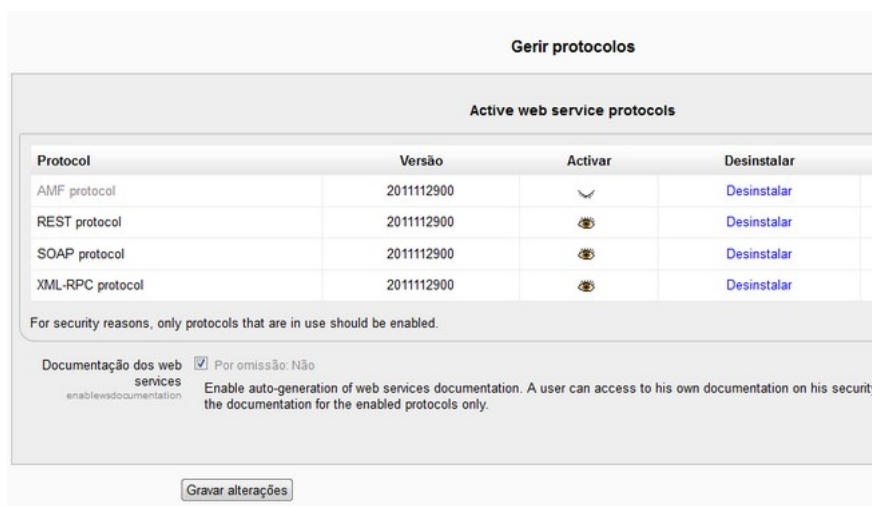 Gerir protocolos
Active web service protocols
Protocol Versão Activar Desinstalar
AMF protocol 2011112900 Desinstalar
REST protocol 2011112900 Desinstalar
SOAP protocol 2011112900 Desinstalar
XML-RPC protocol 2011112900 Desinstalar
For security reasons, only protocols that are in use should be enabled.
Documentação dos web services Por omissão: Não
enablewsdocumentation
Enable auto-generation of web services documentation. A user can access to his own documentation on his security
the documentation for the enabled protocols only.
Gravar alterações